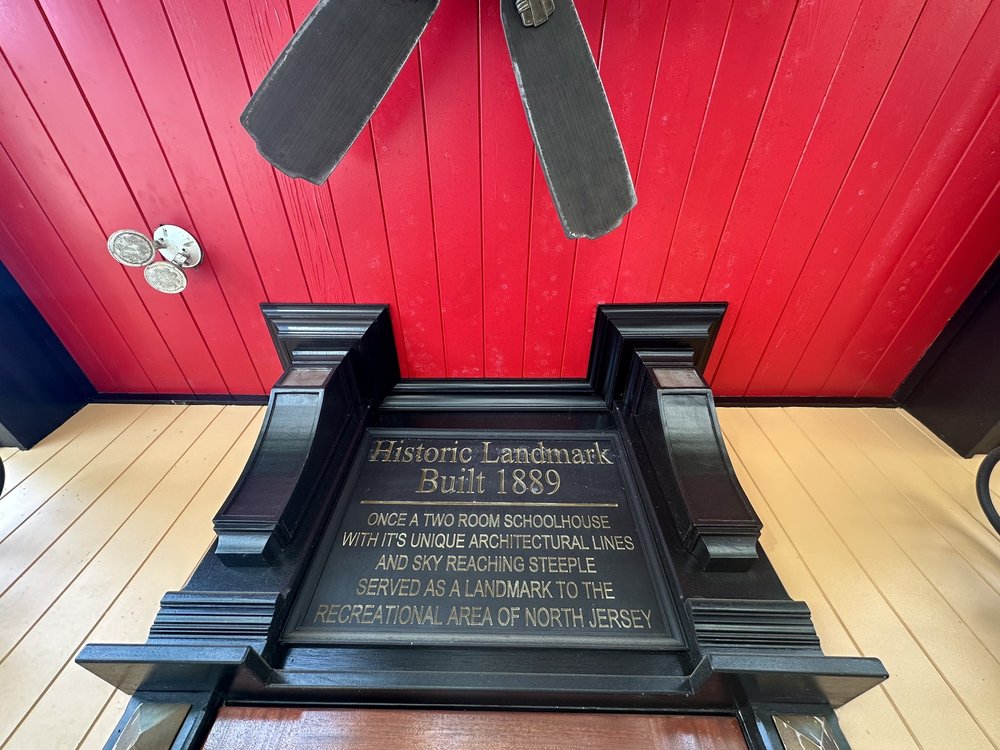 Historic Landmark
Built 1889
ONCE A TWO ROOM SCHOOLHOUSE
WITH IT'S UNIQUE ARCHITECTURAL LINES
AND SKY REACHING STEEPLE
SERVED AS A LANDMARK TO THE
RECREATIONAL AREA OF NORTH JERSEY